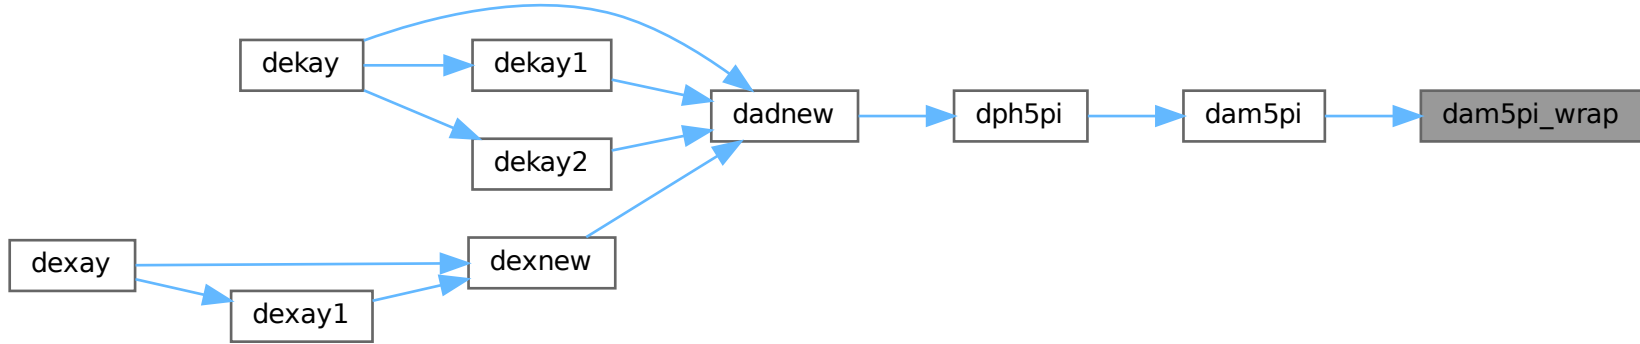 dekay
dekay1
dekay2
dadnew
dph5pi
dam5pi
dam5pi_wrap
dexay
dexay1
dexnew